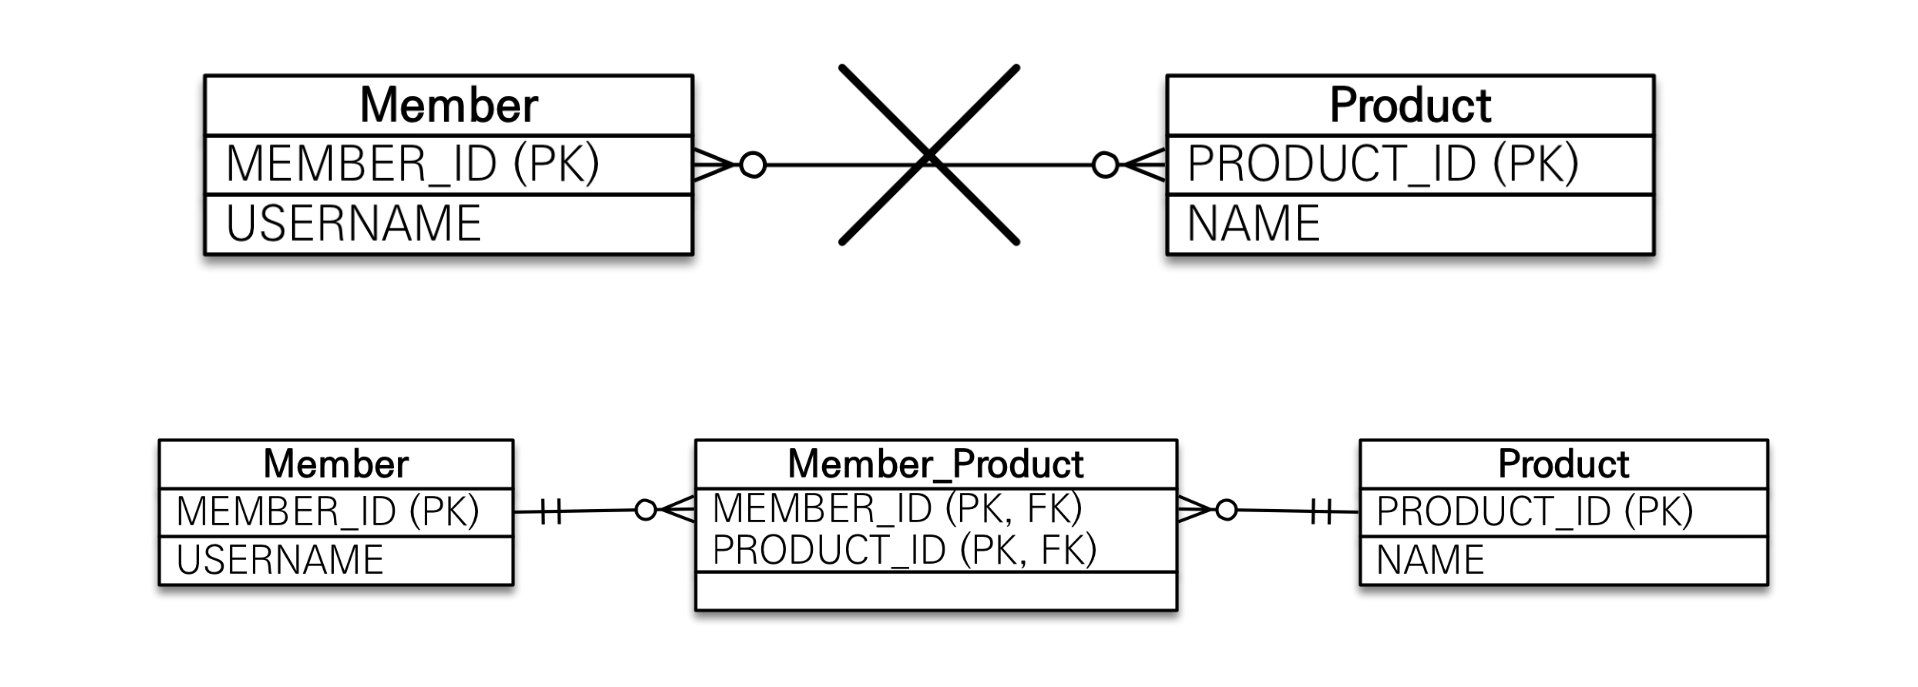 Member
MEMBER_ID (PK)
USERNAME
Product
PRODUCT_ID (PK)
NAME
Member
MEMBER_ID (PK)
USERNAME
Member_Product
MEMBER_ID (PK, FK)
PRODUCT_ID (PK, FK)
Product
PRODUCT_ID (PK)
NAME